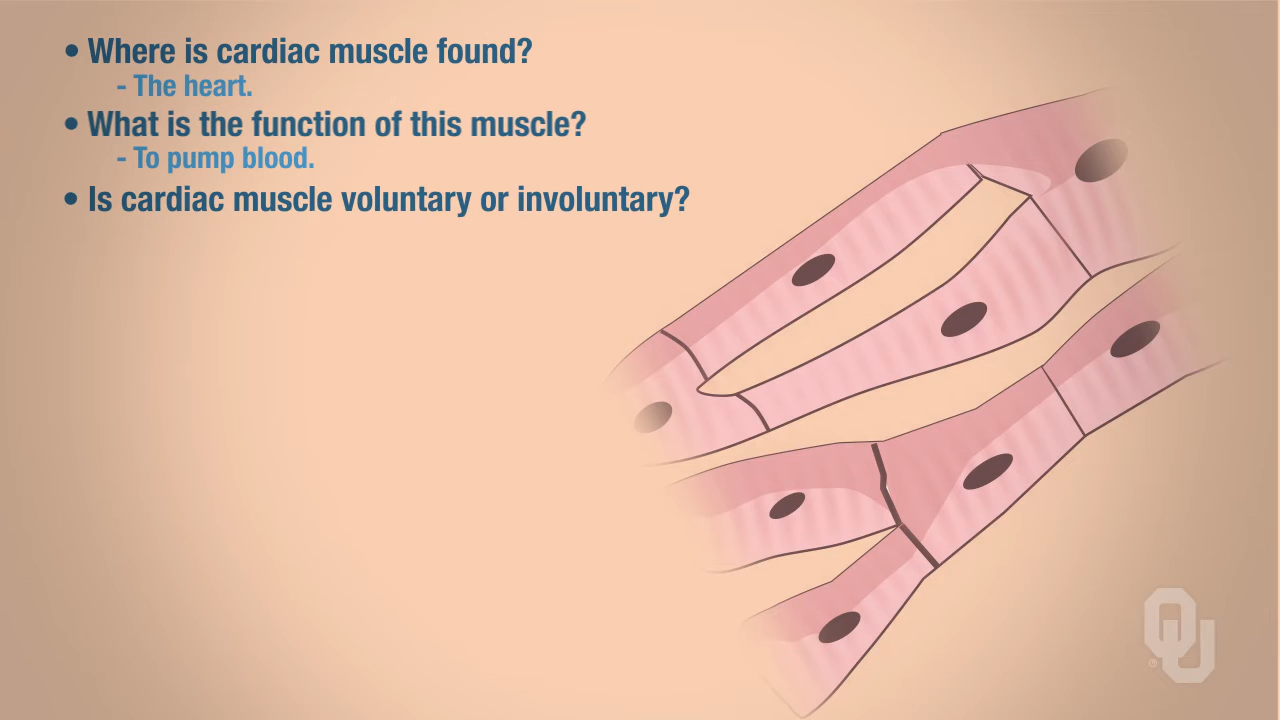 • Where is cardiac muscle found?
- The heart.
• What is the function of this muscle?
- To pump blood.
• Is cardiac muscle voluntary or involuntary?
OU
®